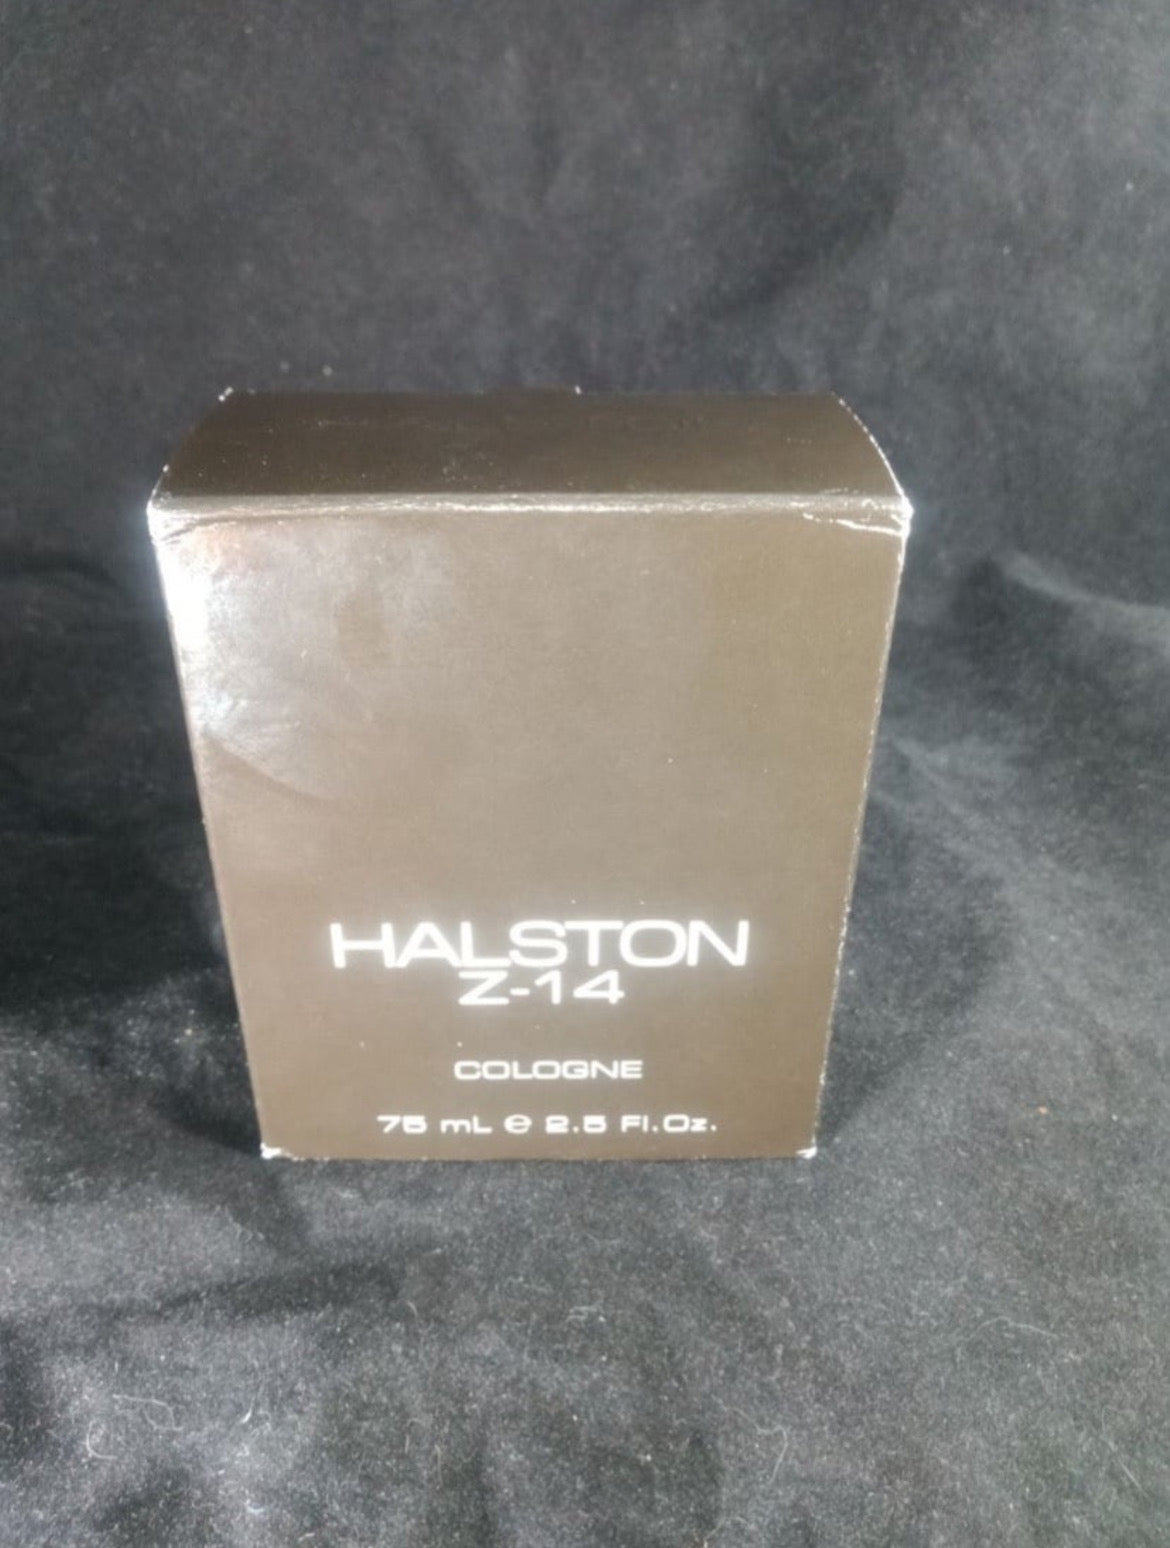 HALSTON
Z-14
COLOGNE
75 mL ℮ 2.5 Fl.Oz.